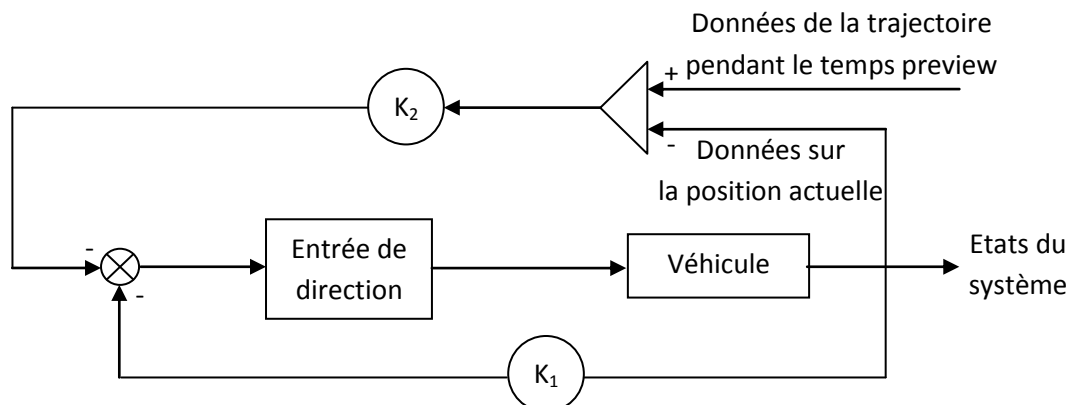 Données de la trajectoire
pendant le temps preview
+
K₂
-
Données sur
la position actuelle
-
Entrée de
direction
Véhicule
Etats du
système
-
K₁